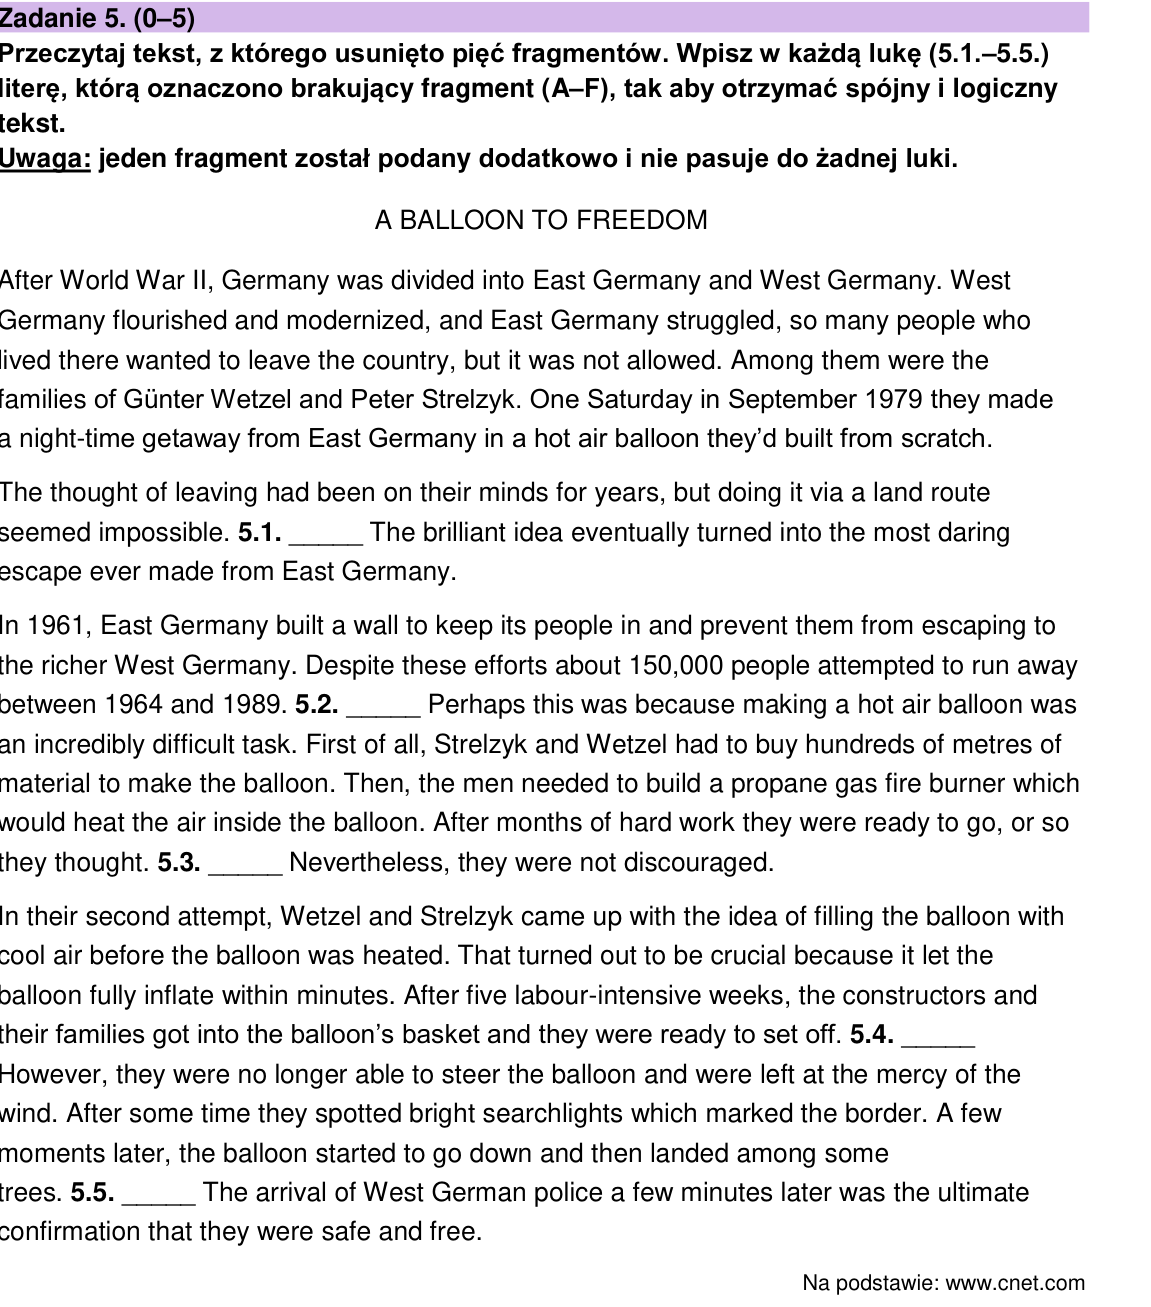 Zadanie 5. (0–5)
Przeczytaj tekst, z którego usunięto pięć fragmentów. Wpisz w każdą lukę (5.1.–5.5.)
literę, którą oznaczono brakujący fragment (A–F), tak aby otrzymać spójny i logiczny
tekst.
Uwaga: jeden fragment został podany dodatkowo i nie pasuje do żadnej luki.
A BALLOON TO FREEDOM
After World War II, Germany was divided into East Germany and West Germany. West
Germany flourished and modernized, and East Germany struggled, so many people who
lived there wanted to leave the country, but it was not allowed. Among them were the
families of Günter Wetzel and Peter Strelzyk. One Saturday in September 1979 they made
a night-time getaway from East Germany in a hot air balloon they’d built from scratch.
The thought of leaving had been on their minds for years, but doing it via a land route
seemed impossible. 5.1. _____ The brilliant idea eventually turned into the most daring
escape ever made from East Germany.
In 1961, East Germany built a wall to keep its people in and prevent them from escaping to
the richer West Germany. Despite these efforts about 150,000 people attempted to run away
between 1964 and 1989. 5.2. _____ Perhaps this was because making a hot air balloon was
an incredibly difficult task. First of all, Strelzyk and Wetzel had to buy hundreds of metres of
material to make the balloon. Then, the men needed to build a propane gas fire burner which
would heat the air inside the balloon. After months of hard work they were ready to go, or so
they thought. 5.3. _____ Nevertheless, they were not discouraged.
In their second attempt, Wetzel and Strelzyk came up with the idea of filling the balloon with
cool air before the balloon was heated. That turned out to be crucial because it let the
balloon fully inflate within minutes. After five labour-intensive weeks, the constructors and
their families got into the balloon’s basket and they were ready to set off. 5.4. _____
However, they were no longer able to steer the balloon and were left at the mercy of the
wind. After some time they spotted bright searchlights which marked the border. A few
moments later, the balloon started to go down and then landed among some
trees. 5.5. _____ The arrival of West German police a few minutes later was the ultimate
confirmation that they were safe and free.
Na podstawie: www.cnet.com